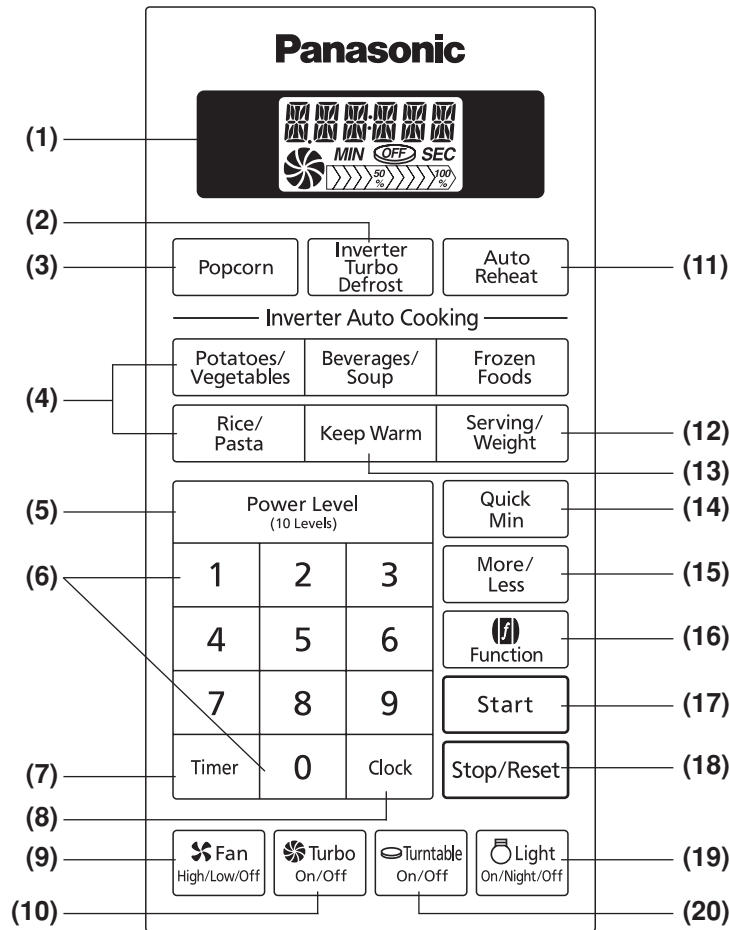 Panasonic
(1)
MIN OFF SEC
50 % 100 %
(2)
(3)
Popcorn
Inverter
Turbo
Defrost
Auto
Reheat
(11)
Inverter Auto Cooking
(4)
Potatoes/
Vegetables
Beverages/
Soup
Frozen
Foods
Rice/
Pasta
Keep Warm
Serving/
Weight
(12)
(13)
(5)
Power Level
(10 Levels)
Quick
Min
(14)
(6)
1 2 3
More/
Less
(15)
4 5 6
f
Function
(16)
7 8 9
Start
(17)
(7)
Timer 0 Clock
Stop/Reset
(18)
(8)
(9)
Fan
High/Low/Off
Turbo
On/Off
Turntable
On/Off
Light
On/Night/Off
(19)
(10)
(20)